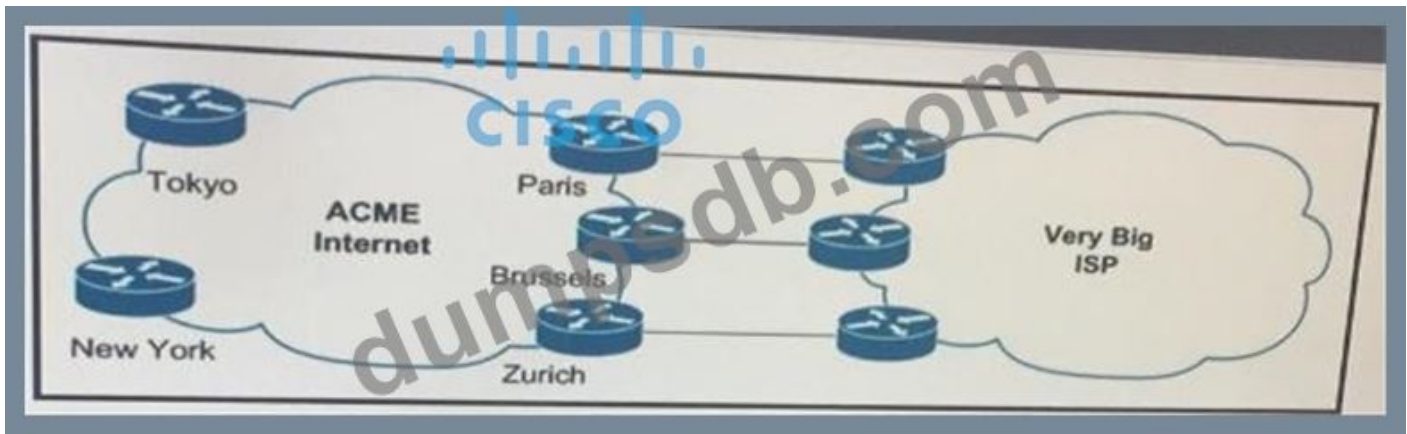 CISCO
Tokyo
Paris
ACME
Internet
Very Big
ISP
Brussels
New York
Zurich
dumpsdb.com